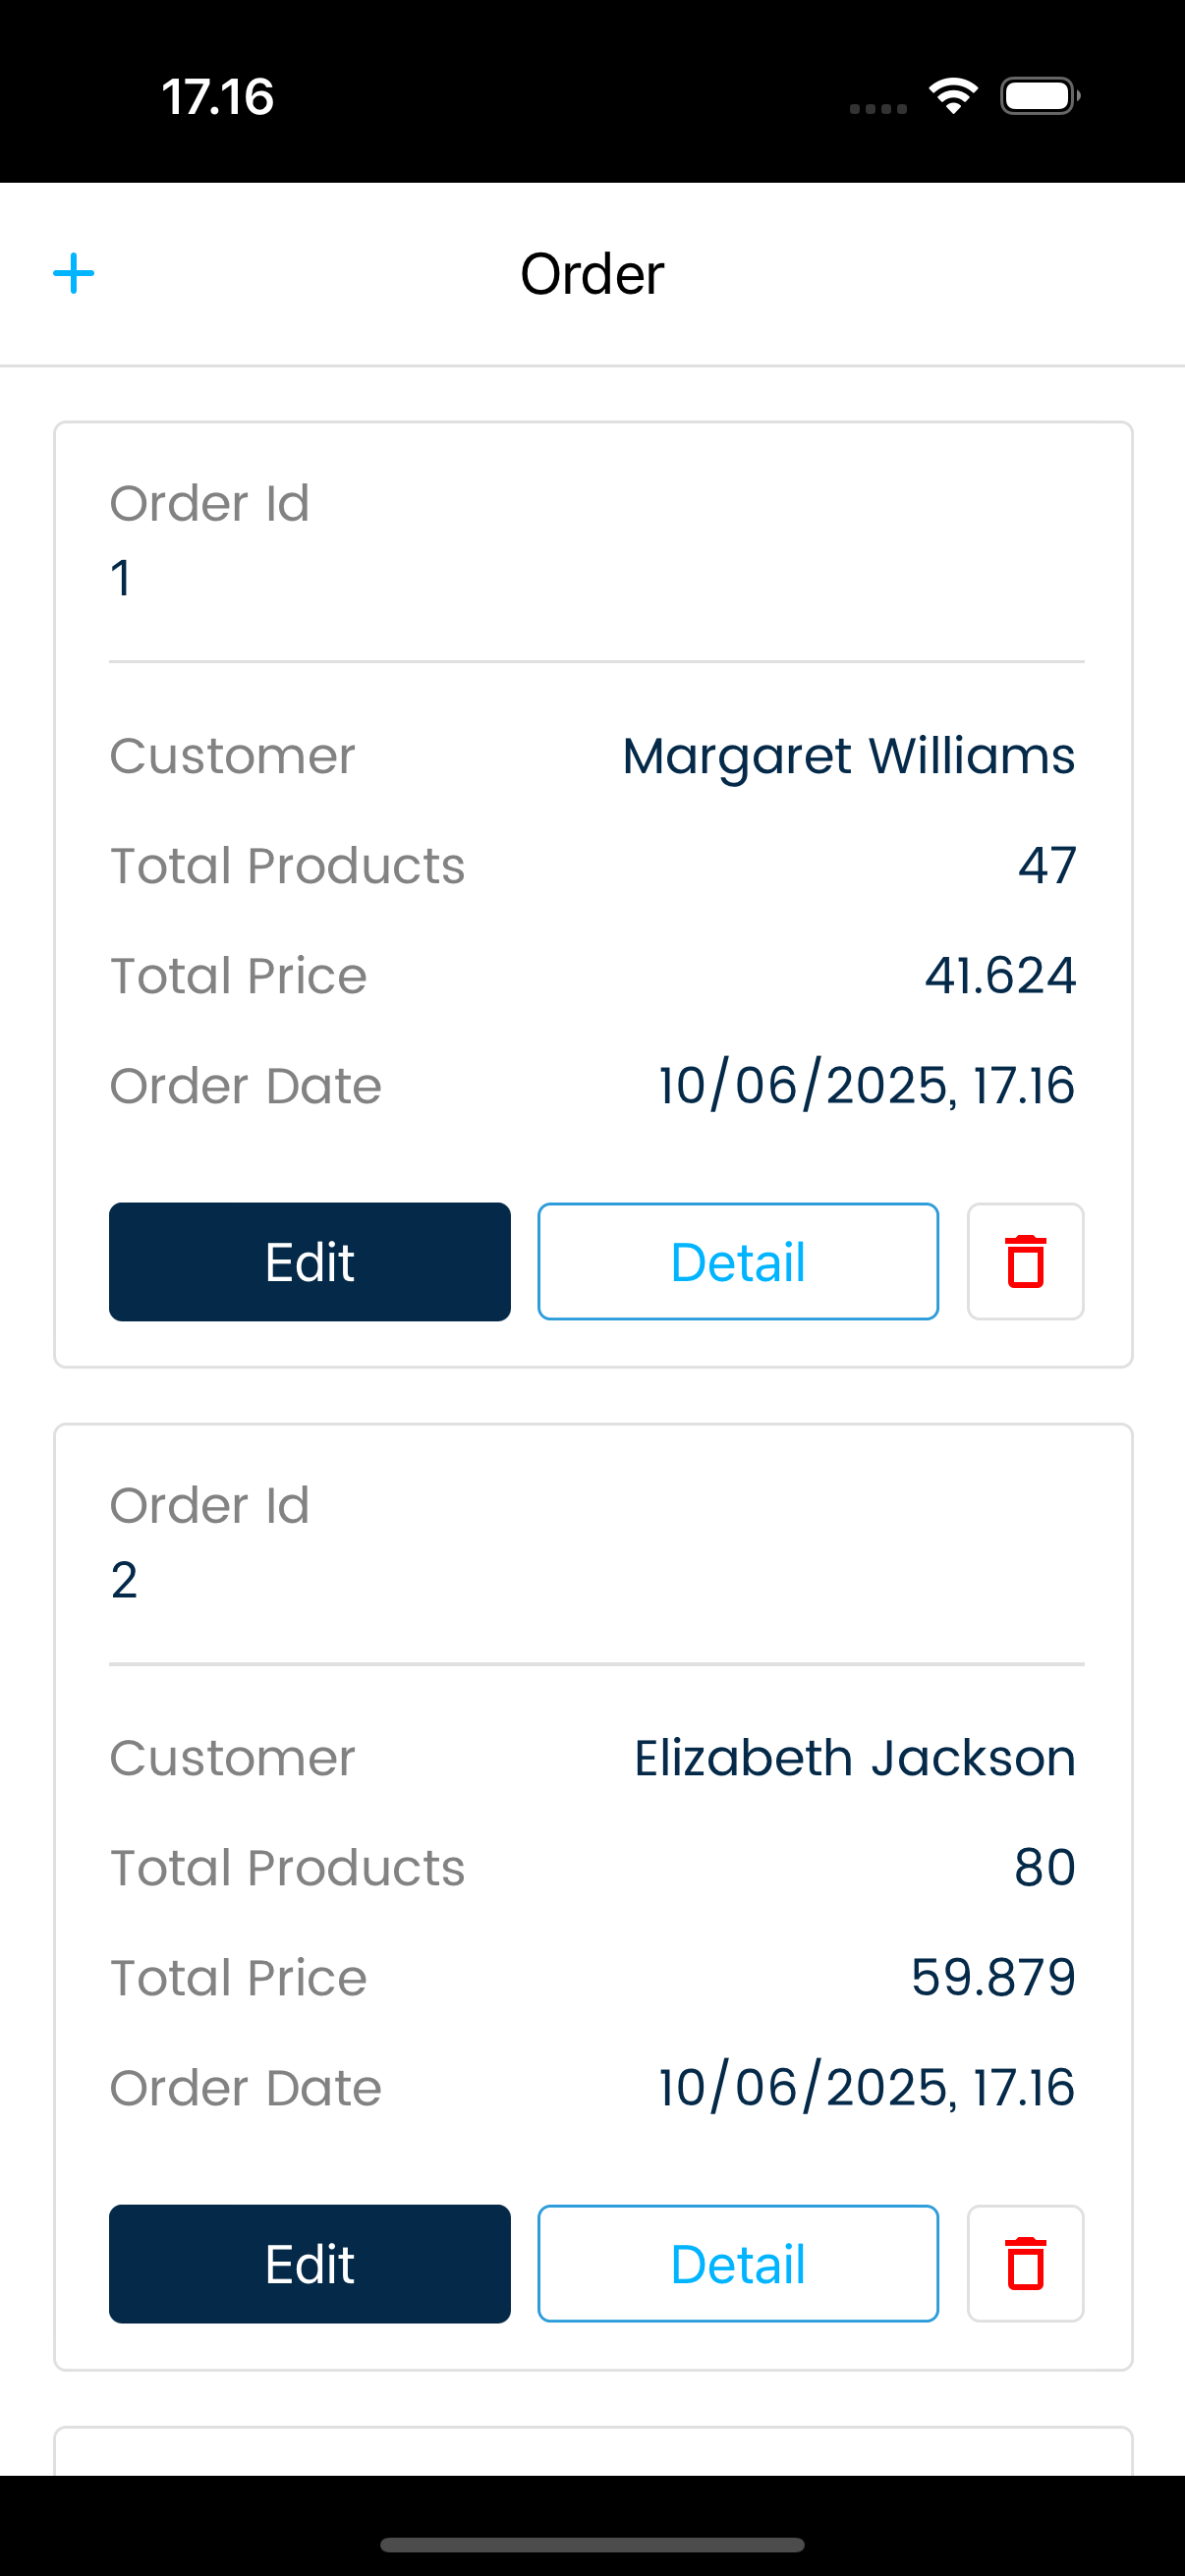 17.16
Order
Order Id
1
Customer Margaret Williams
Total Products 47
Total Price 41.624
Order Date 10/06/2025, 17.16
Edit Detail
Order Id
2
Customer Elizabeth Jackson
Total Products 80
Total Price 59.879
Order Date 10/06/2025, 17.16
Edit Detail